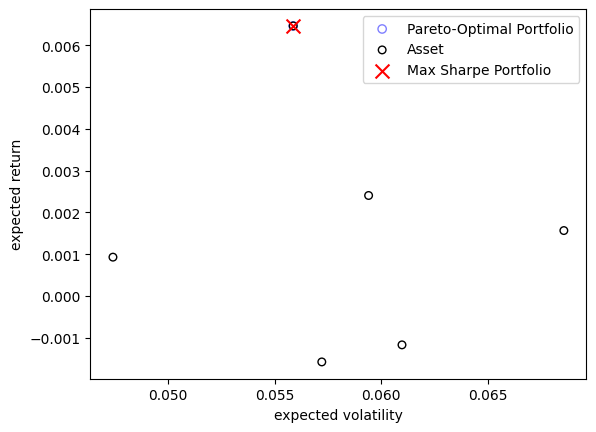 Pareto-Optimal Portfolio
Asset
Max Sharpe Portfolio
expected return
0.006
0.005
0.004
0.003
0.002
0.001
0.000
−0.001
0.050 0.055 0.060 0.065
expected volatility